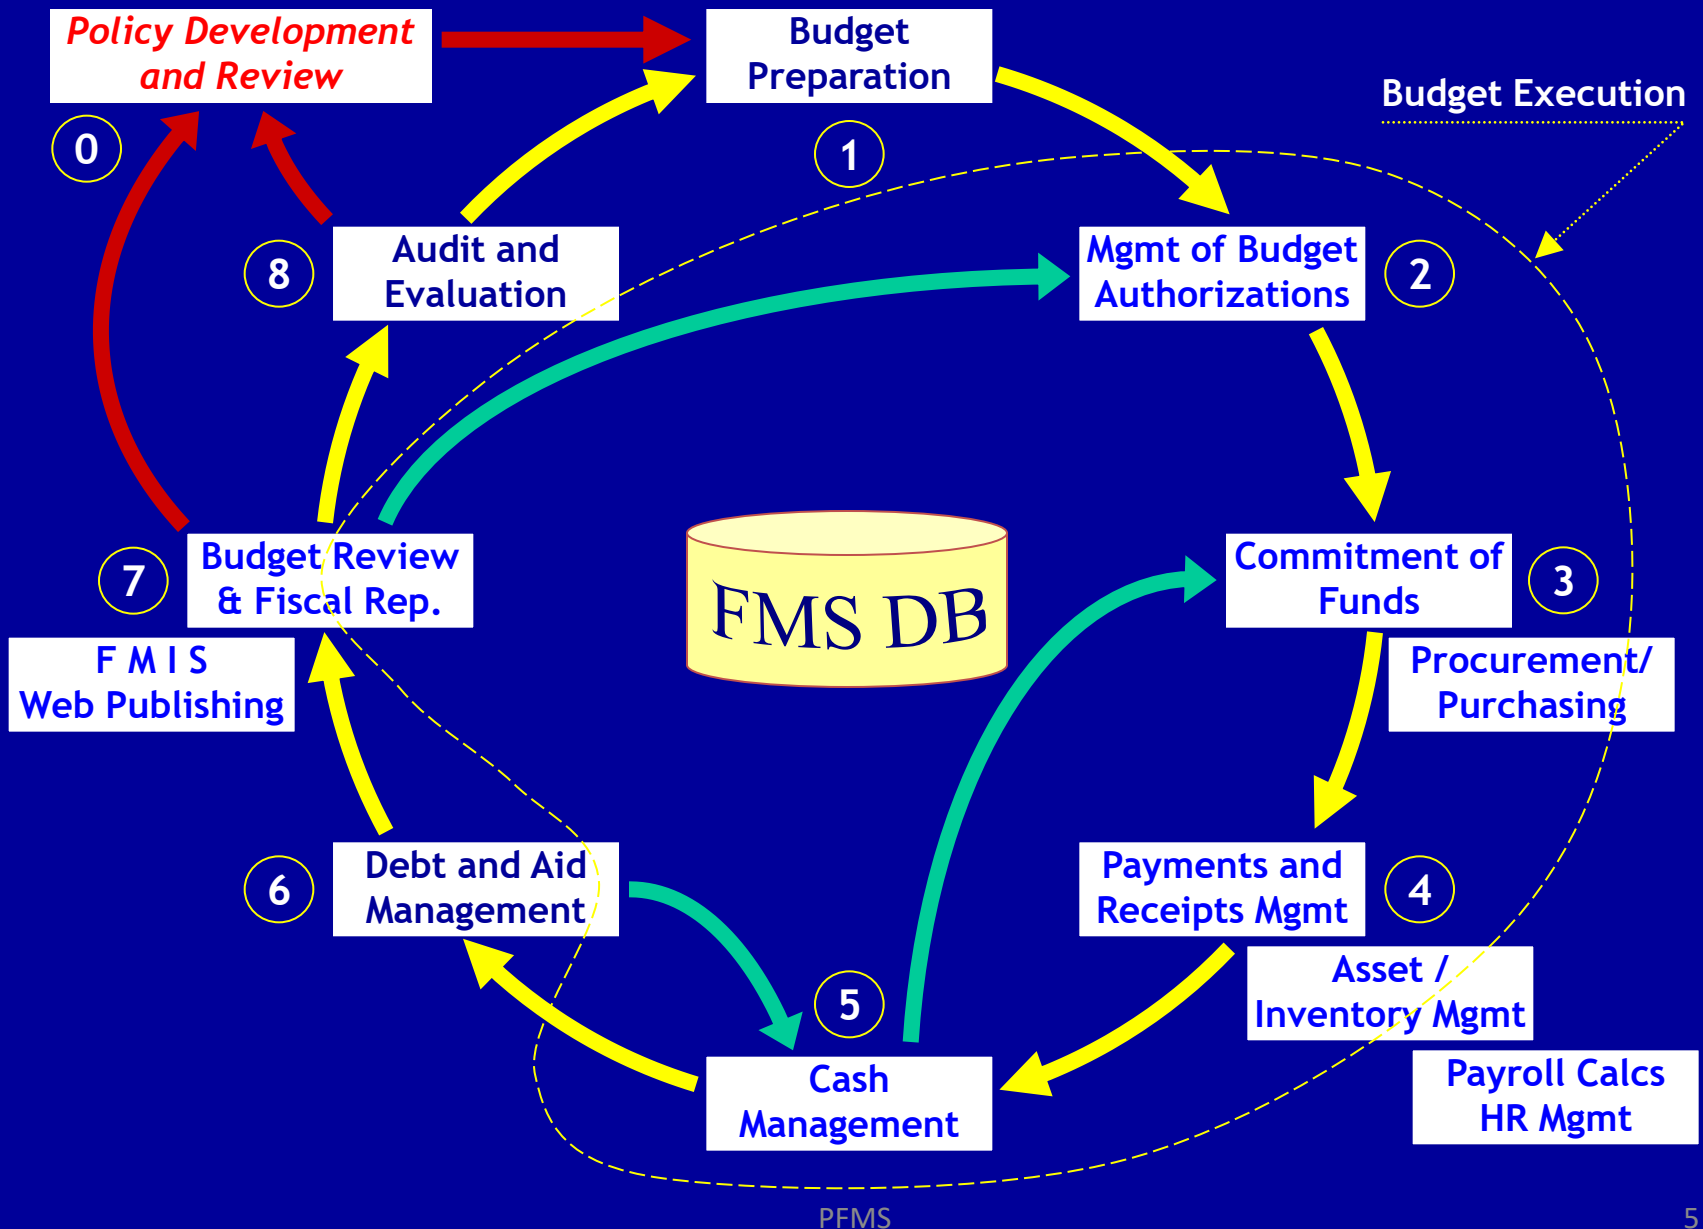 Policy Development
and Review
0
Budget
Preparation
1
Budget Execution
Audit and
Evaluation
8
Mgmt of Budget
Authorizations
2
Budget Review
& Fiscal Rep.
7
F M I S
Web Publishing
FMS DB
Commitment of
Funds
3
Procurement/
Purchasing
Debt and Aid
Management
6
Payments and
Receipts Mgmt
4
Asset /
Inventory Mgmt
Payroll Calcs
HR Mgmt
5
Cash
Management
PFMS
5